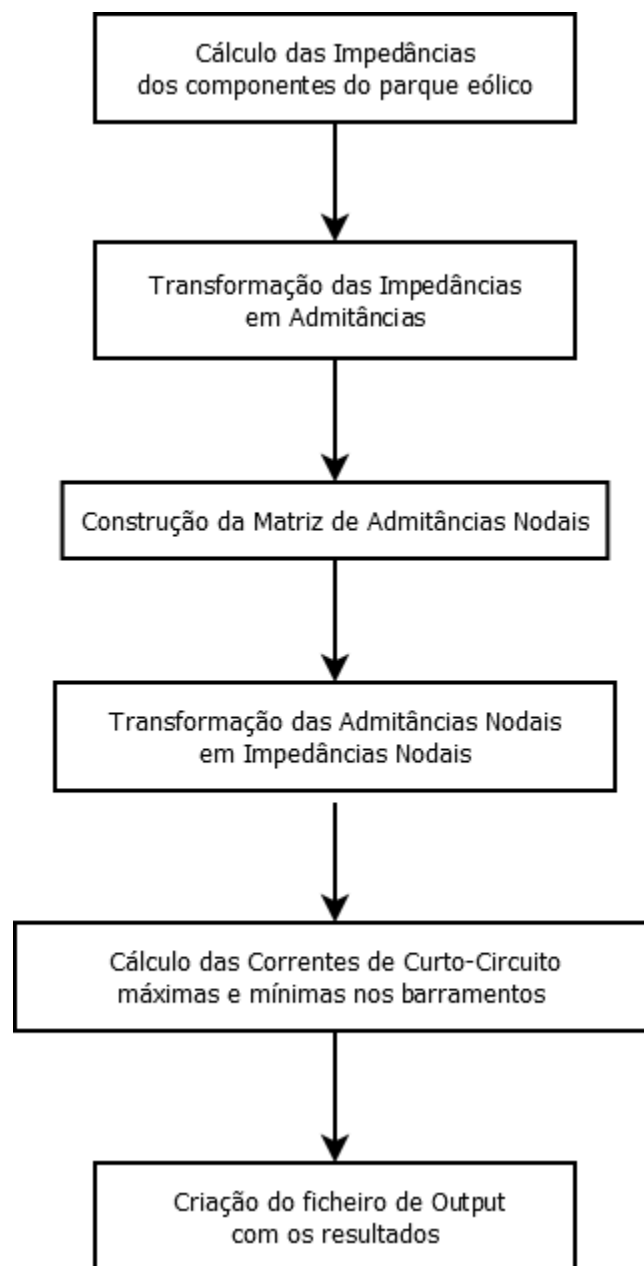 Cálculo das Impedâncias
dos componentes do parque eólico
Transformação das Impedâncias
em Admitâncias
Construção da Matriz de Admitâncias Nodais
Transformação das Admitâncias Nodais
em Impedâncias Nodais
Cálculo das Correntes de Curto-Circuito
máximas e mínimas nos barramentos
Criação do ficheiro de Output
com os resultados